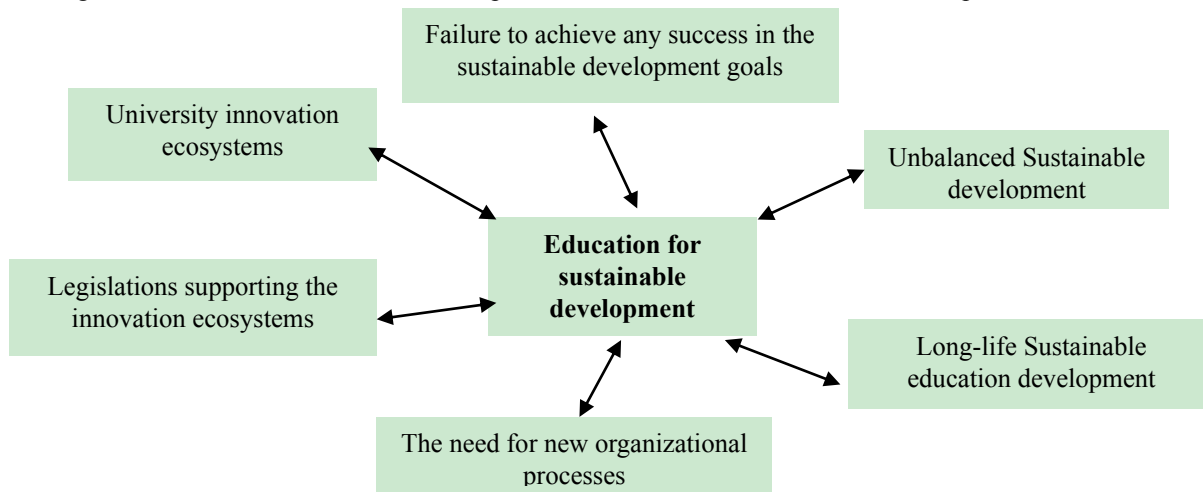 Failure to achieve any success in the
sustainable development goals
University innovation
ecosystems
Unbalanced Sustainable
development
Education for
sustainable
development
Legislations supporting the
innovation ecosystems
Long-life Sustainable
education development
The need for new organizational
processes